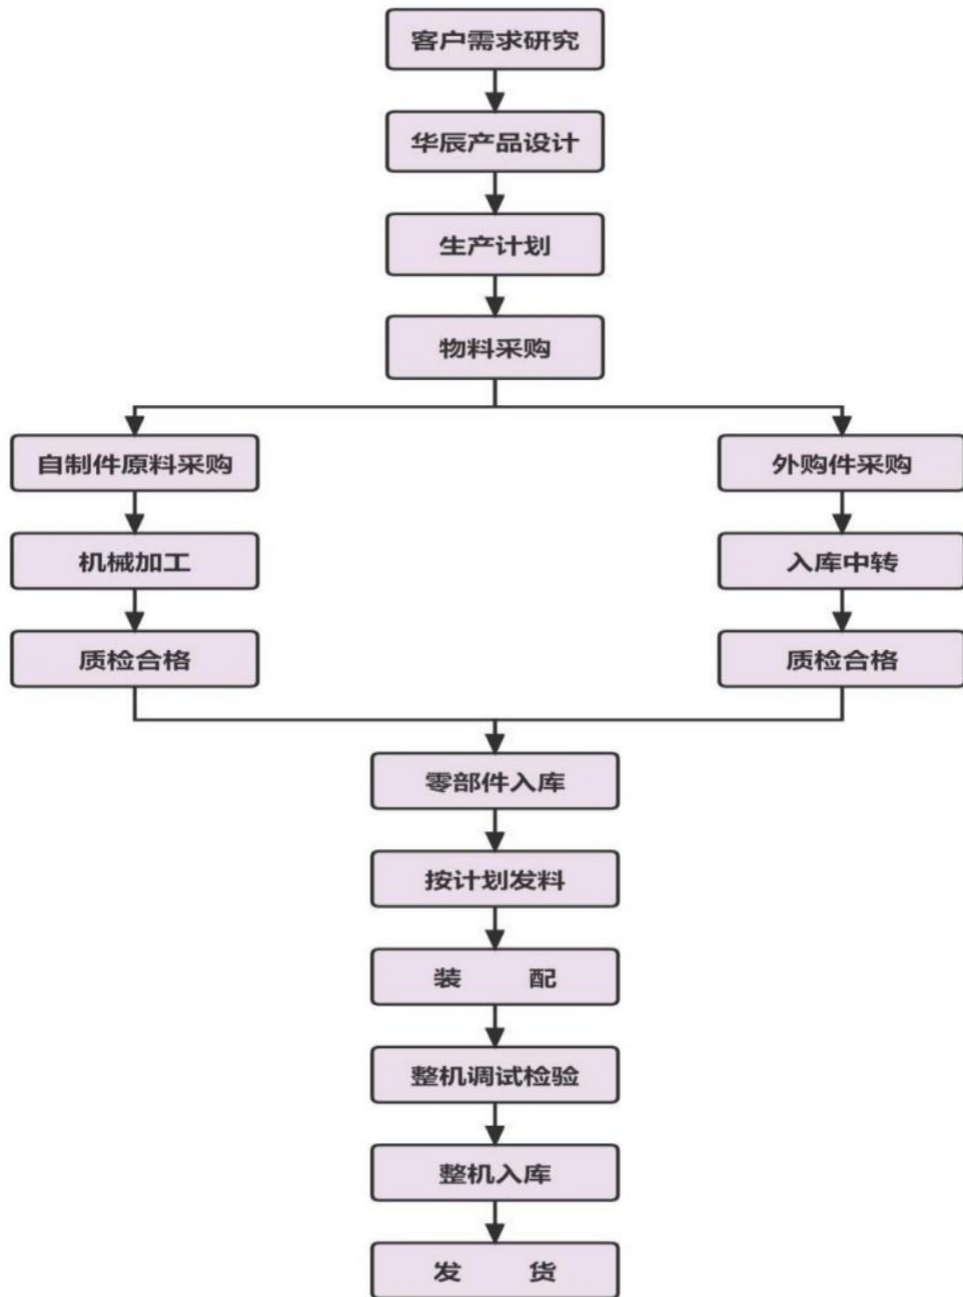 客户需求研究
华辰产品设计
生产计划
物料采购
自制件原料采购
外购件采购
机械加工
入库中转
质检合格
质检合格
零部件入库
按计划发料
装 配
整机调试检验
整机入库
发 货